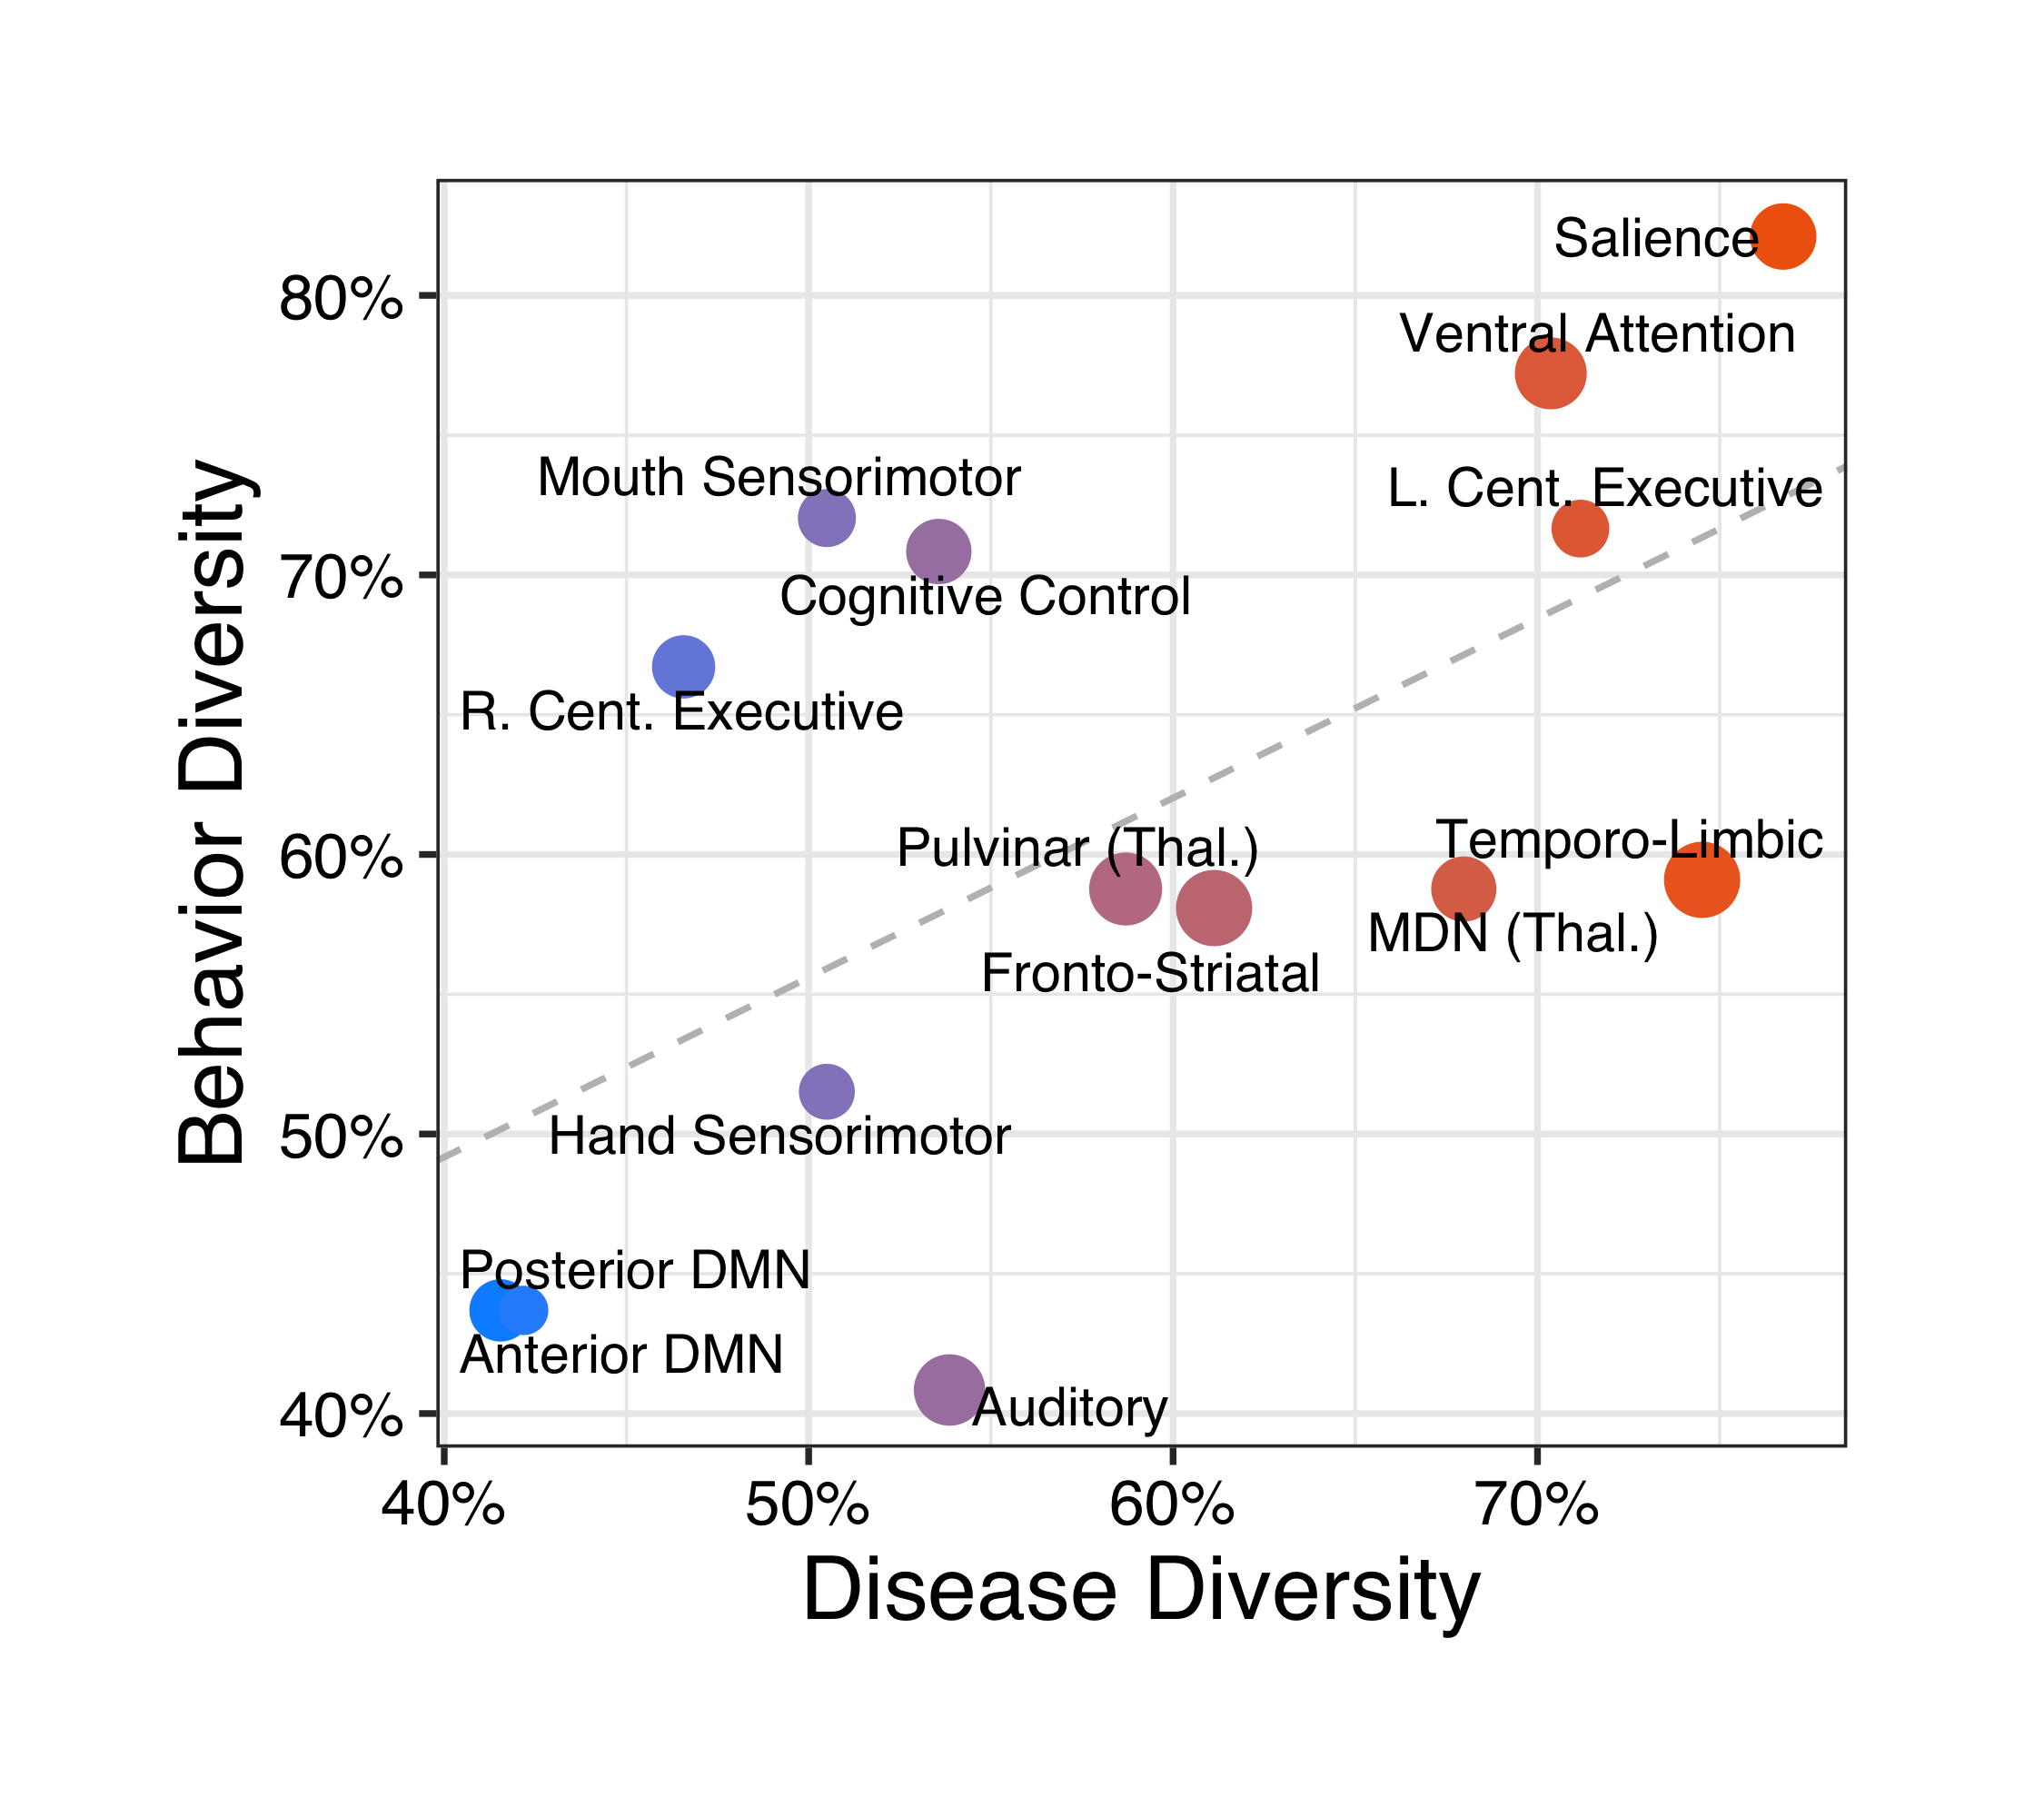 Salience
80%
Ventral Attention
Mouth Sensorimotor
L. Cent. Executive
70%
Cognitive Control
R. Cent. Executive
Behavior Diversity
Pulvinar (Thal.)
Temporo-Limbic
60%
MDN (Thal.)
Fronto-Striatal
50%
Hand Sensorimotor
Posterior DMN
Anterior DMN
40%
Auditory
40%
50%
60%
70%
Disease Diversity